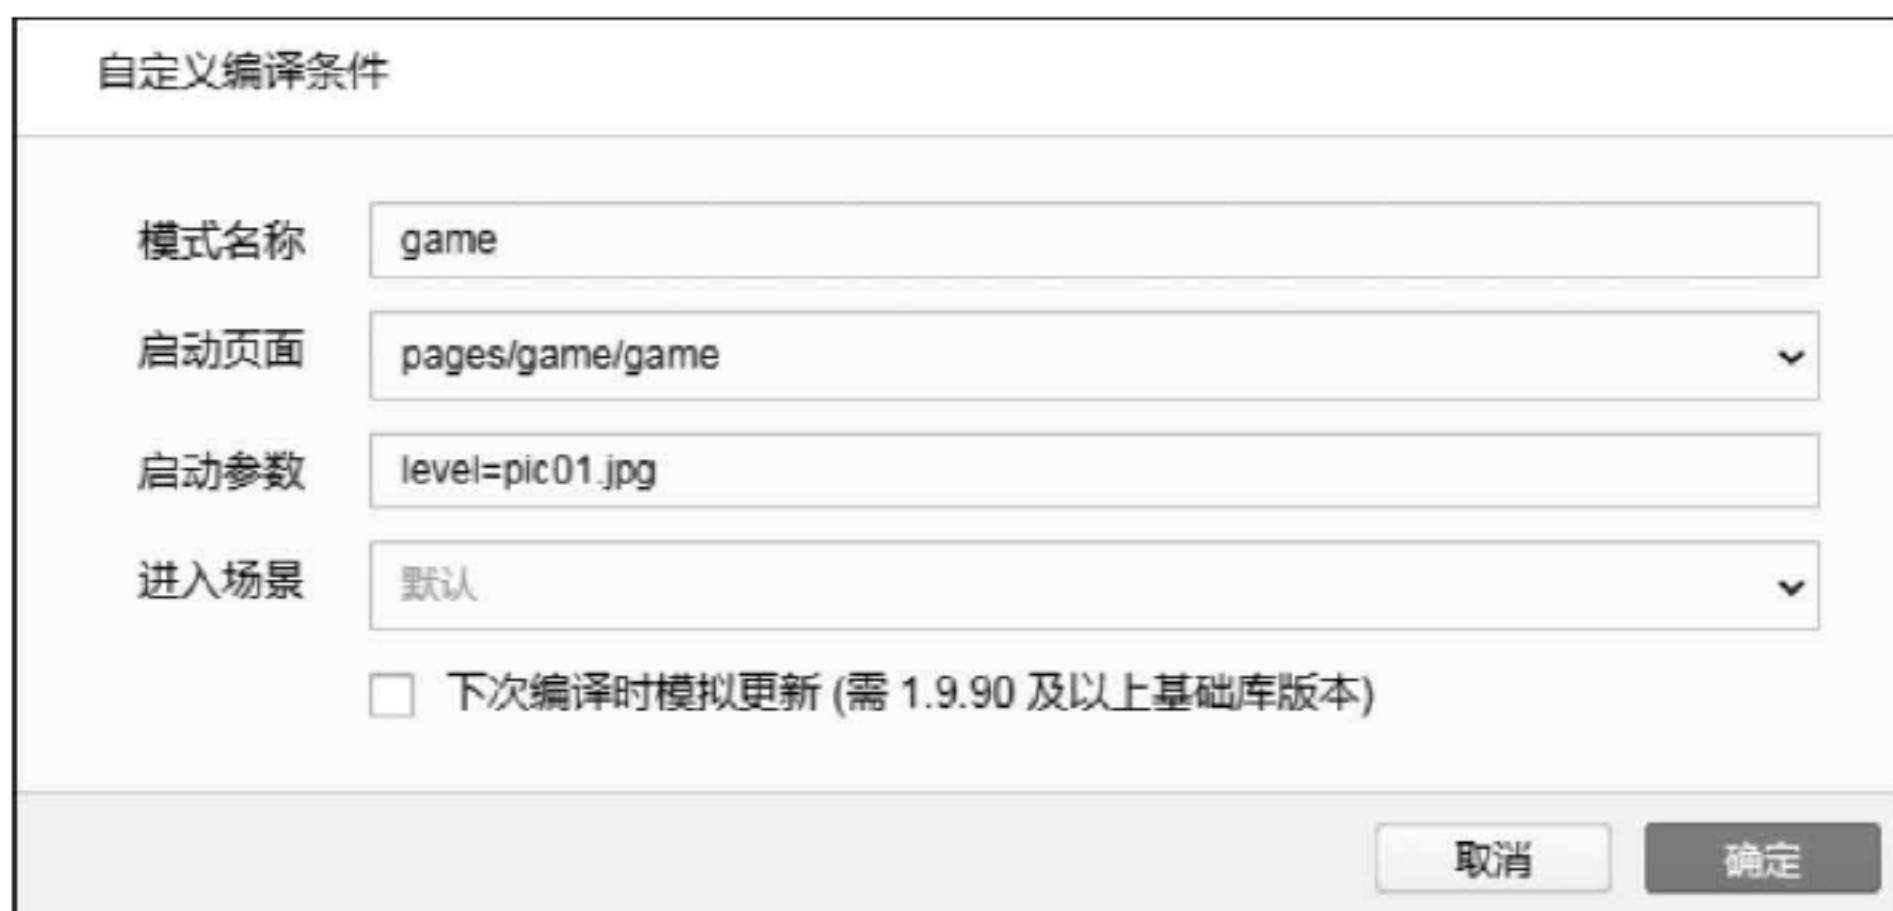 自定义编译条件
模式名称 game
启动页面 pages/game/game
启动参数 level=pic01.jpg
进入场景 默认
下次编译时模拟更新 (需 1.9.90 及以上基础库版本)
取消 确定